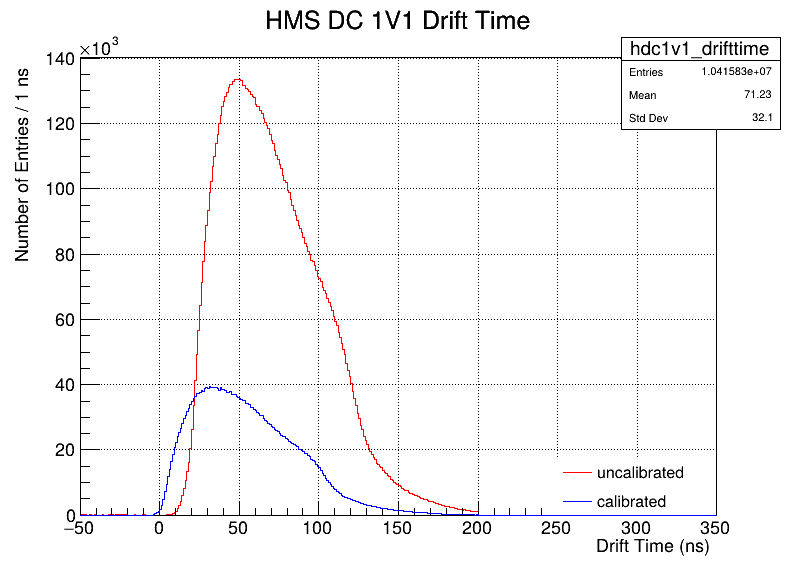 HMS DC 1V1 Drift Time
×10³
hdc1v1_drifttime
Entries 1.041583e+07
Mean 71.23
Std Dev 32.1
Number of Entries / 1 ns
140
120
100
80
60
40
20
0
−50 0 50 100 150 200 250 300 350
Drift Time (ns)
uncalibrated
calibrated